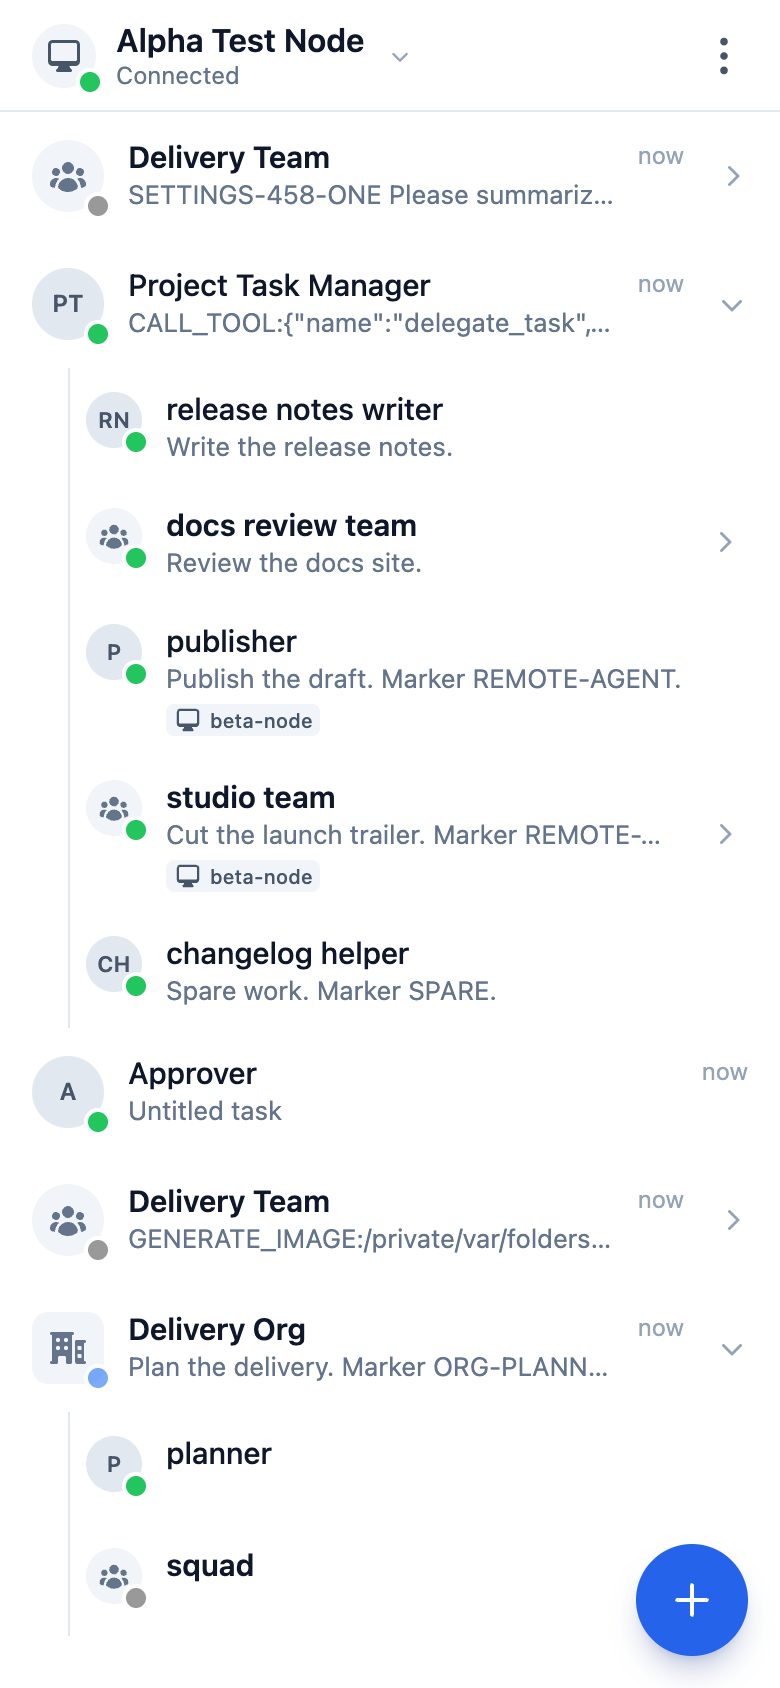 Alpha Test Node
Connected
Delivery Team
now
SETTINGS-458-ONE Please summariz...
PT
Project Task Manager
now
CALL_TOOL:{"name":"delegate_task",...
RN
release notes writer
Write the release notes.
docs review team
Review the docs site.
P
publisher
Publish the draft. Marker REMOTE-AGENT.
beta-node
studio team
Cut the launch trailer. Marker REMOTE-...
beta-node
CH
changelog helper
Spare work. Marker SPARE.
A
Approver
now
Untitled task
Delivery Team
now
GENERATE_IMAGE:/private/var/folders...
Delivery Org
now
Plan the delivery. Marker ORG-PLANN...
P
planner
squad